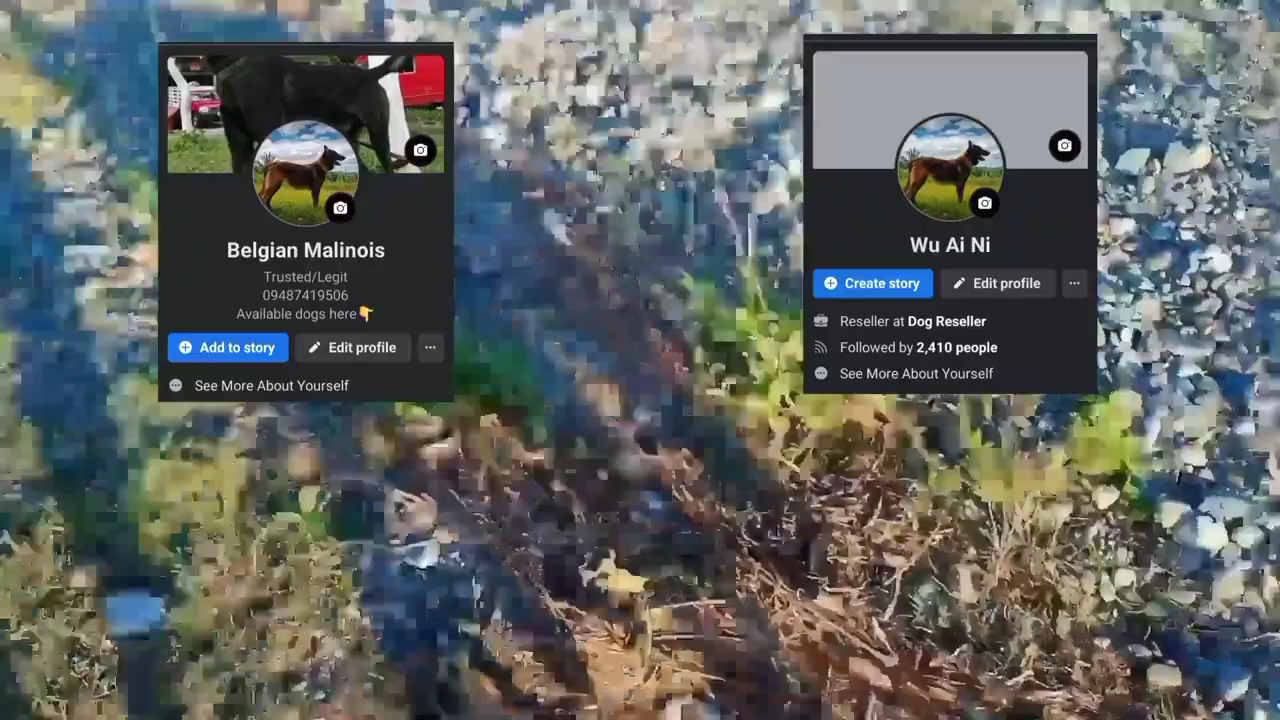 Belgian Malinois
Trusted/Legit
09487419506
Available dogs here👇
Add to story
Edit profile
See More About Yourself
Wu Ai Ni
Create story
Edit profile
Reseller at Dog Reseller
Followed by 2,410 people
See More About Yourself